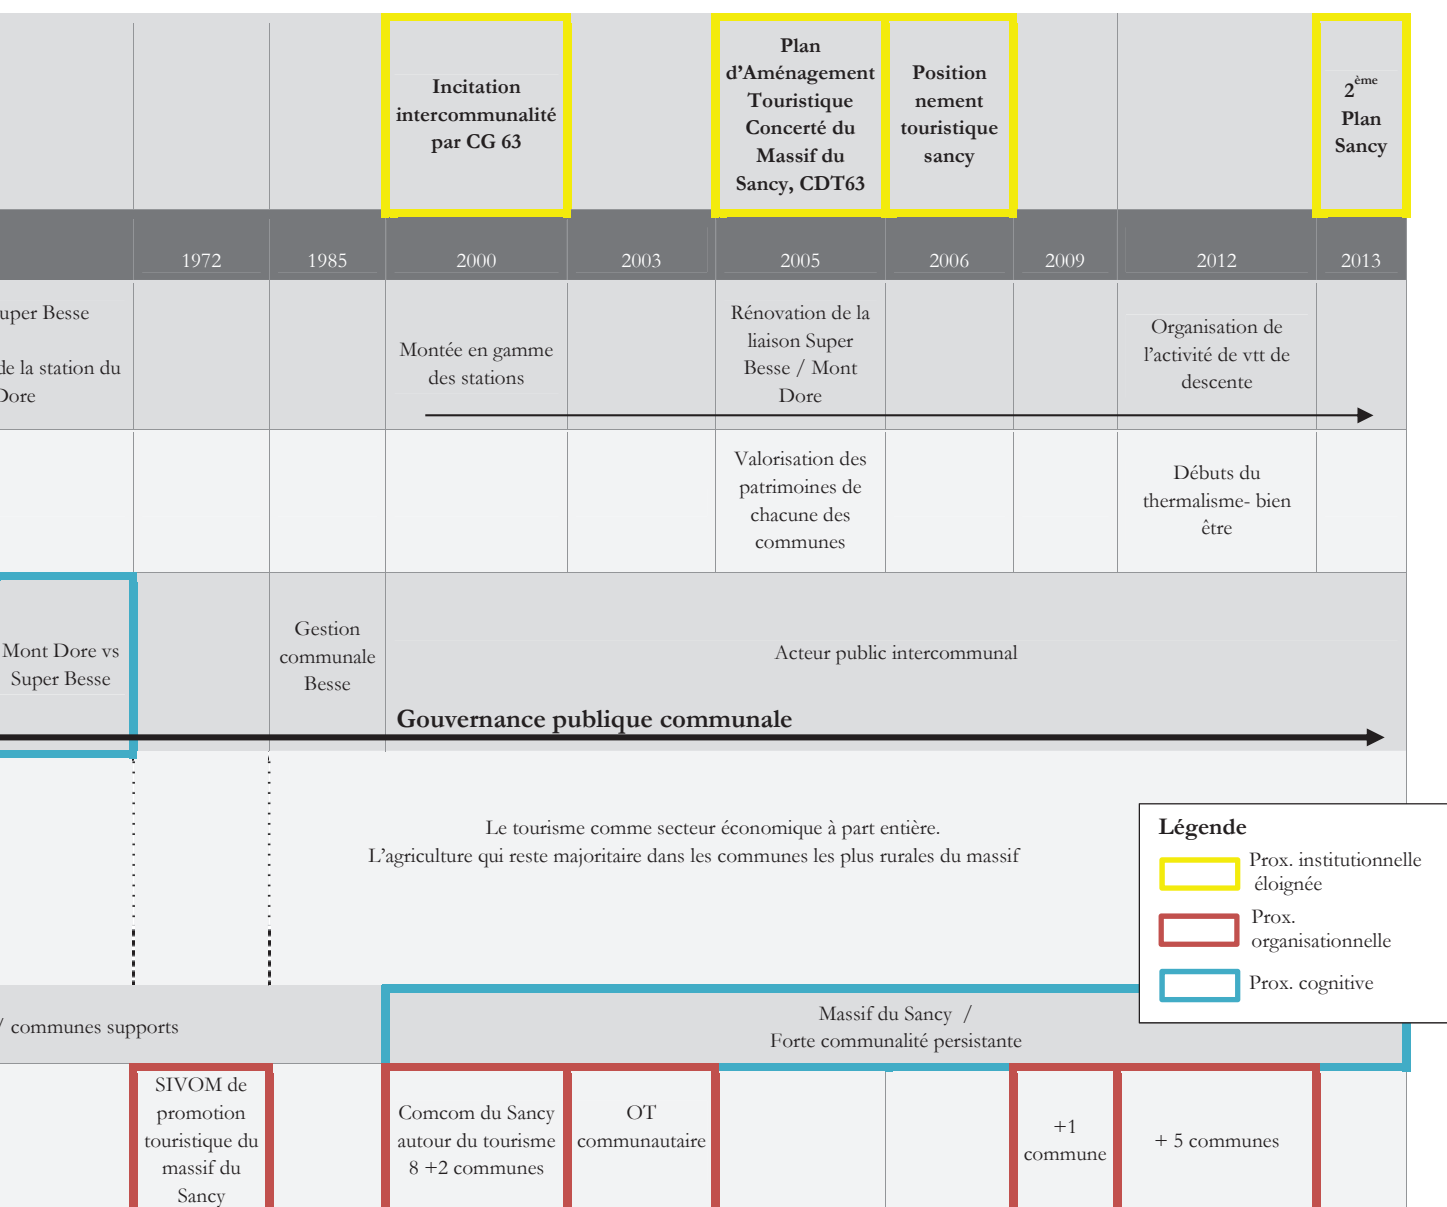 Incitation
intercommunalité
par CG 63
Plan
d'Aménagement
Touristique
Concerté du
Massif du
Sancy, CDT63
Position
nement
touristique
sancy
2ème
Plan
Sancy
1972
1985
2000
2003
2005
2006
2009
2012
2013
uper Besse
de la station du
Dore
Montée en gamme
des stations
Rénovation de la
liaison Super
Besse / Mont
Dore
Organisation de
l'activité de vtt de
descente
Valorisation des
patrimoines de
chacune des
communes
Débuts du
thermalisme- bien
être
Mont Dore vs
Super Besse
Gestion
communale
Besse
Acteur public intercommunal
Gouvernance publique communale
Le tourisme comme secteur économique à part entière.
L'agriculture qui reste majoritaire dans les communes les plus rurales du massif
Légende
Prox. institutionnelle
éloignée
Prox.
organisationnelle
Prox. cognitive
/ communes supports
Massif du Sancy /
Forte communalité persistante
SIVOM de
promotion
touristique du
massif du
Sancy
Comcom du Sancy
autour du tourisme
8 +2 communes
OT
communautaire
+1
commune
+ 5 communes